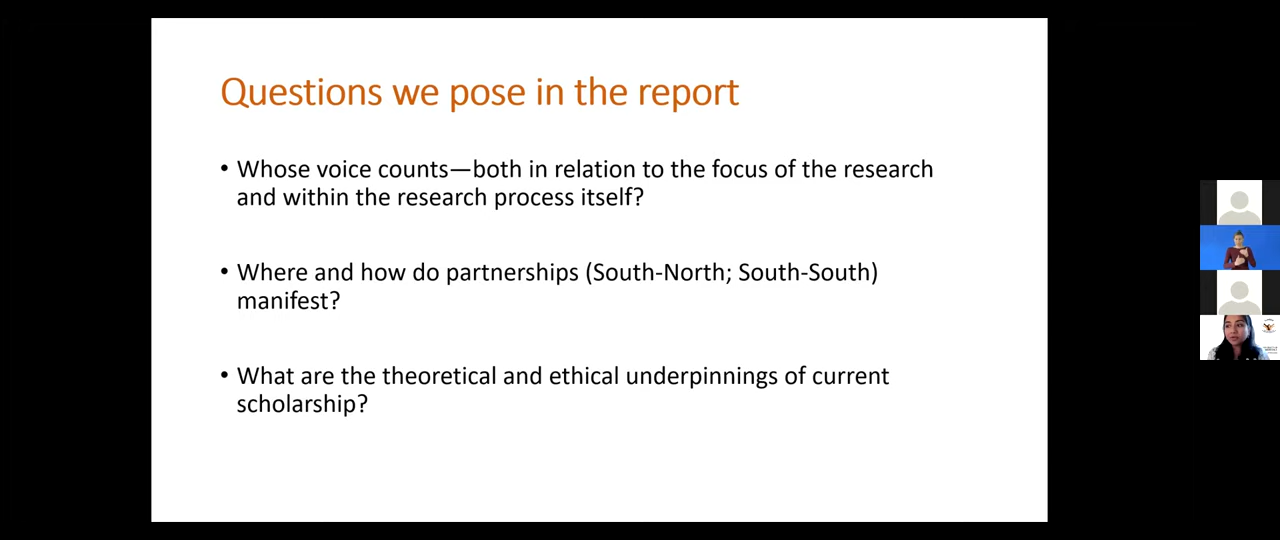 Questions we pose in the report
• Whose voice counts—both in relation to the focus of the research
and within the research process itself?
• Where and how do partnerships (South-North; South-South)
manifest?
• What are the theoretical and ethical underpinnings of current
scholarship?